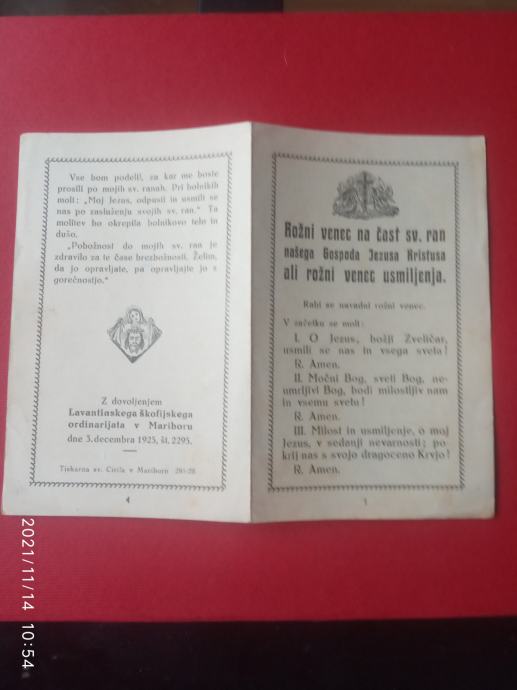 Vse bom podelil, za kar me boste
prosili po mojih sv. ranah. Pri bolnikih
moli: „Moj Jezus, odpusti in usmili se
nas po zasluženju svojih sv. ran.“ Ta
molitev bo okrepila bolnikovo telo in
dušo.
„Pobožnost do mojih sv. ran je
zdravilo za te čase brezbožnosti. Želim,
da jo opravljate, pa opravljajte jo s
gorečnostjo.“
Z dovoljenjem
Lavantinskega škofijskega
ordinarijata v Mariboru
dne 3. decembra 1925, št. 2295.
Tiskarna sv. Cirila v Mariboru
4
Rožni venec na čast sv. ran
našega Gospoda Jezusa Kristusa
ali rožni venec usmiljenja.
Rabi se navadni rožni venec.
V začetku se moli:
I. O Jezus, božji Zveličar,
usmili se nas in vsega sveta!
R. Amen.
II. Močni Bog, sveti Bog, ne-
umrljivi Bog, bodi milostljiv nam
in vsemu svetu!
R. Amen.
III. Milost in usmiljenje, o moj
Jezus, v sedanji nevarnosti; po-
krij nas s svojo dragoceno Krvjo!
R. Amen.
1
2021/11/14 10:54